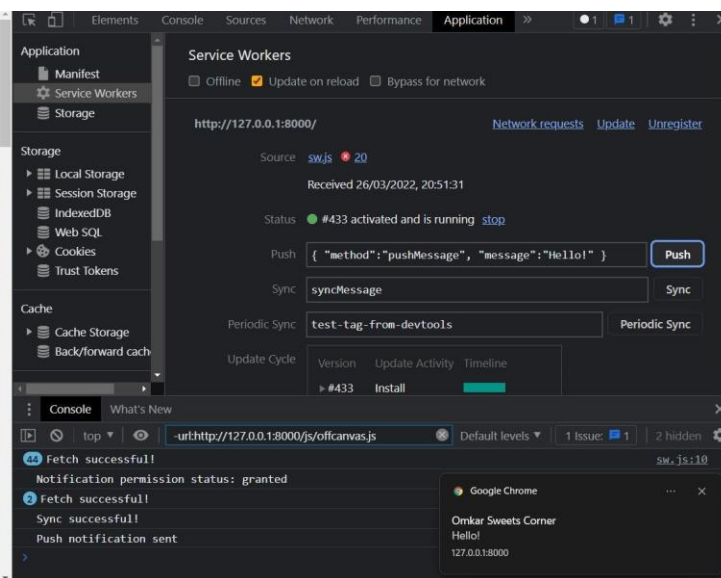 Elements Console Sources Network Performance Application » 1 1
Application
Manifest
Service Workers
Storage
Storage
Local Storage
Session Storage
IndexedDB
Web SQL
Cookies
Trust Tokens
Cache
Cache Storage
Back/forward cach
Service Workers
Offline Update on reload Bypass for network
http://127.0.0.1:8000/ Network requests Update Unregister
Source sw.js 20
Received 26/03/2022, 20:51:31
Status #433 activated and is running stop
Push { "method":"pushMessage", "message":"Hello!" } Push
Sync syncMessage Sync
Periodic Sync test-tag-from-devtools Periodic Sync
Update Cycle Version Update Activity Timeline
#433 Install
Console What's New
top -url:http://127.0.0.1:8000/js/offcanvas.js Default levels 1 Issue: 1 2 hidden
44 Fetch successful! sw.js:10
Notification permission status: granted
2 Fetch successful!
Sync successful!
Push notification sent
Google Chrome
Omkar Sweets Corner
Hello!
127.0.0.1:8000